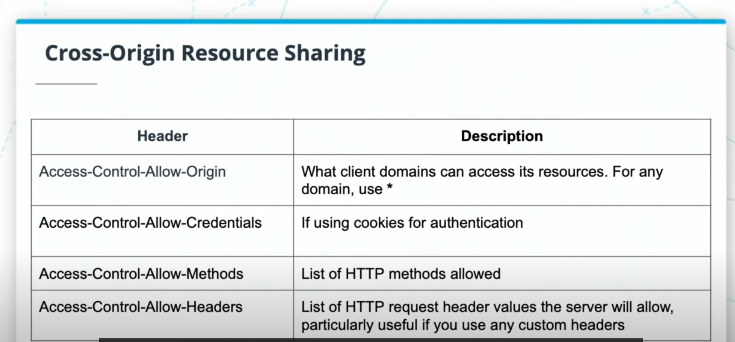 Cross-Origin Resource Sharing
Header Description
Access-Control-Allow-Origin What client domains can access its resources. For any
domain, use *
Access-Control-Allow-Credentials If using cookies for authentication
Access-Control-Allow-Methods List of HTTP methods allowed
Access-Control-Allow-Headers List of HTTP request header values the server will allow,
particularly useful if you use any custom headers